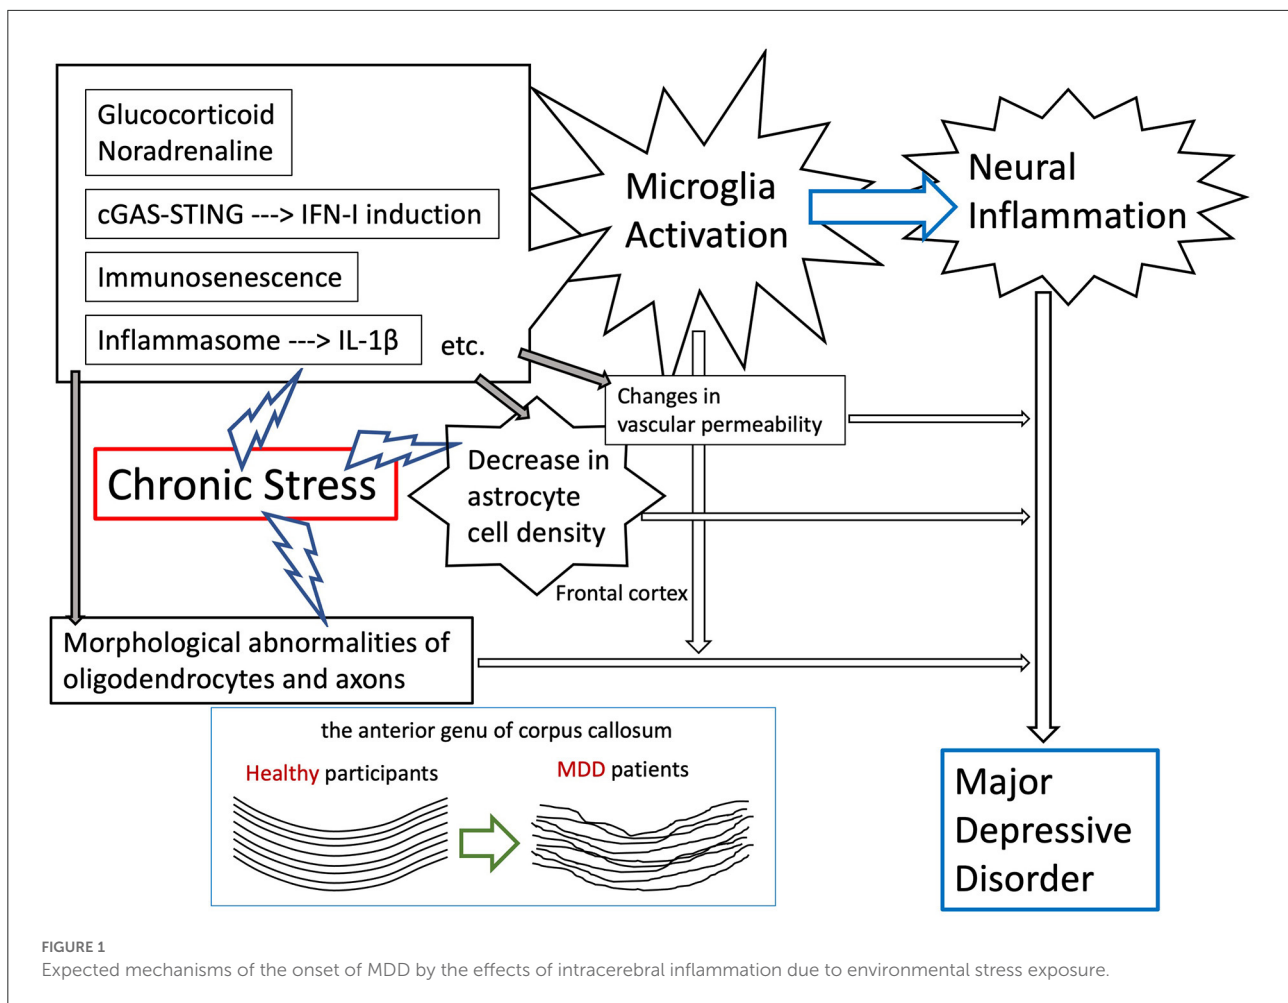 Glucocorticoid
Noradrenaline
cGAS-STING ---> IFN-I induction
Immunosenescence
Inflammasome ---> IL-1β
etc.
Microglia
Activation
Neural
Inflammation
Changes in
vascular permeability
Chronic Stress
Decrease in
astrocyte
cell density
Frontal cortex
Morphological abnormalities of
oligodendrocytes and axons
the anterior genu of corpus callosum
Healthy participants
MDD patients
Major
Depressive
Disorder
FIGURE 1
Expected mechanisms of the onset of MDD by the effects of intracerebral inflammation due to environmental stress exposure.